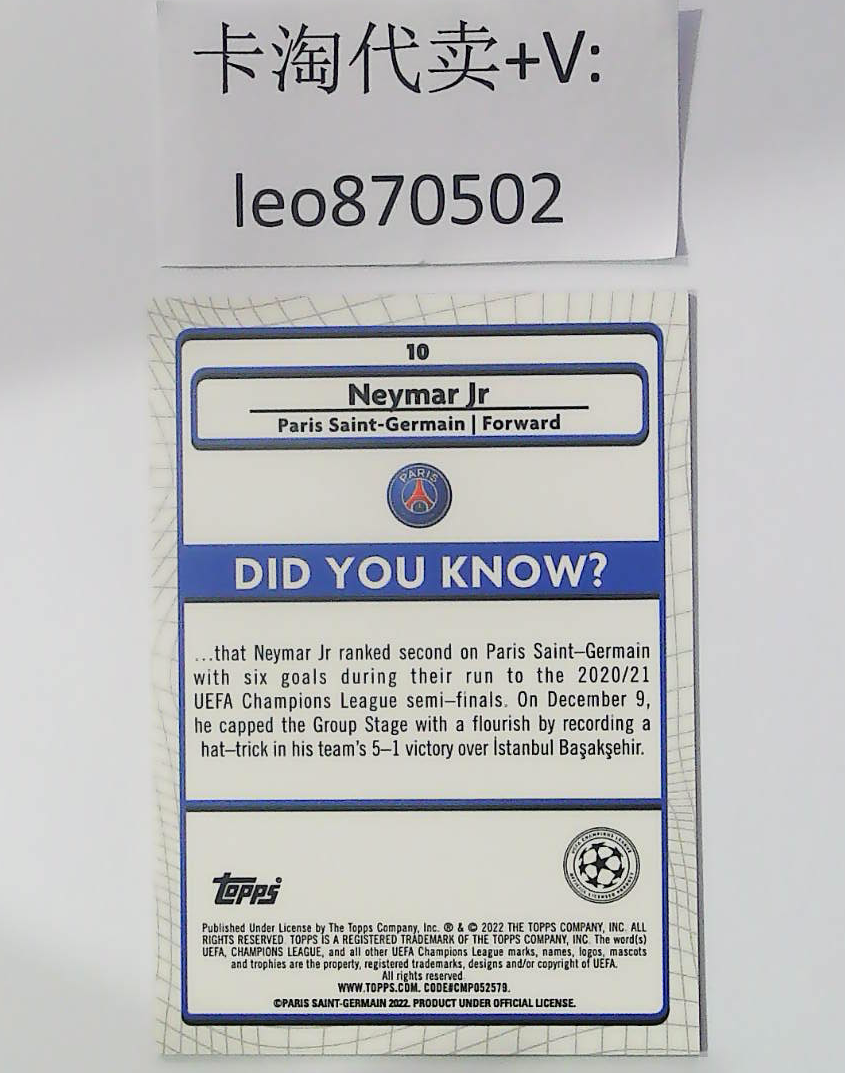 卡淘代卖+V:
leo870502
10
Neymar Jr
Paris Saint-Germain | Forward
PARIS
DID YOU KNOW?
...that Neymar Jr ranked second on Paris Saint–Germain
with six goals during their run to the 2020/21
UEFA Champions League semi–finals. On December 9,
he capped the Group Stage with a flourish by recording a
hat–trick in his team's 5–1 victory over İstanbul Başakşehir.
topps
UEFA CHAMPIONS LEAGUE
OFFICIAL LICENSED PRODUCT
Published Under License by The Topps Company, Inc. ® & © 2022 THE TOPPS COMPANY, INC. ALL
RIGHTS RESERVED. TOPPS IS A REGISTERED TRADEMARK OF THE TOPPS COMPANY, INC. The word(s)
UEFA, CHAMPIONS LEAGUE, and all other UEFA Champions League marks, names, logos, mascots
and trophies are the property, registered trademarks, designs and/or copyright of UEFA.
All rights reserved.
WWW.TOPPS.COM. CODE#CMP052579.
©PARIS SAINT-GERMAIN 2022. PRODUCT UNDER OFFICIAL LICENSE.